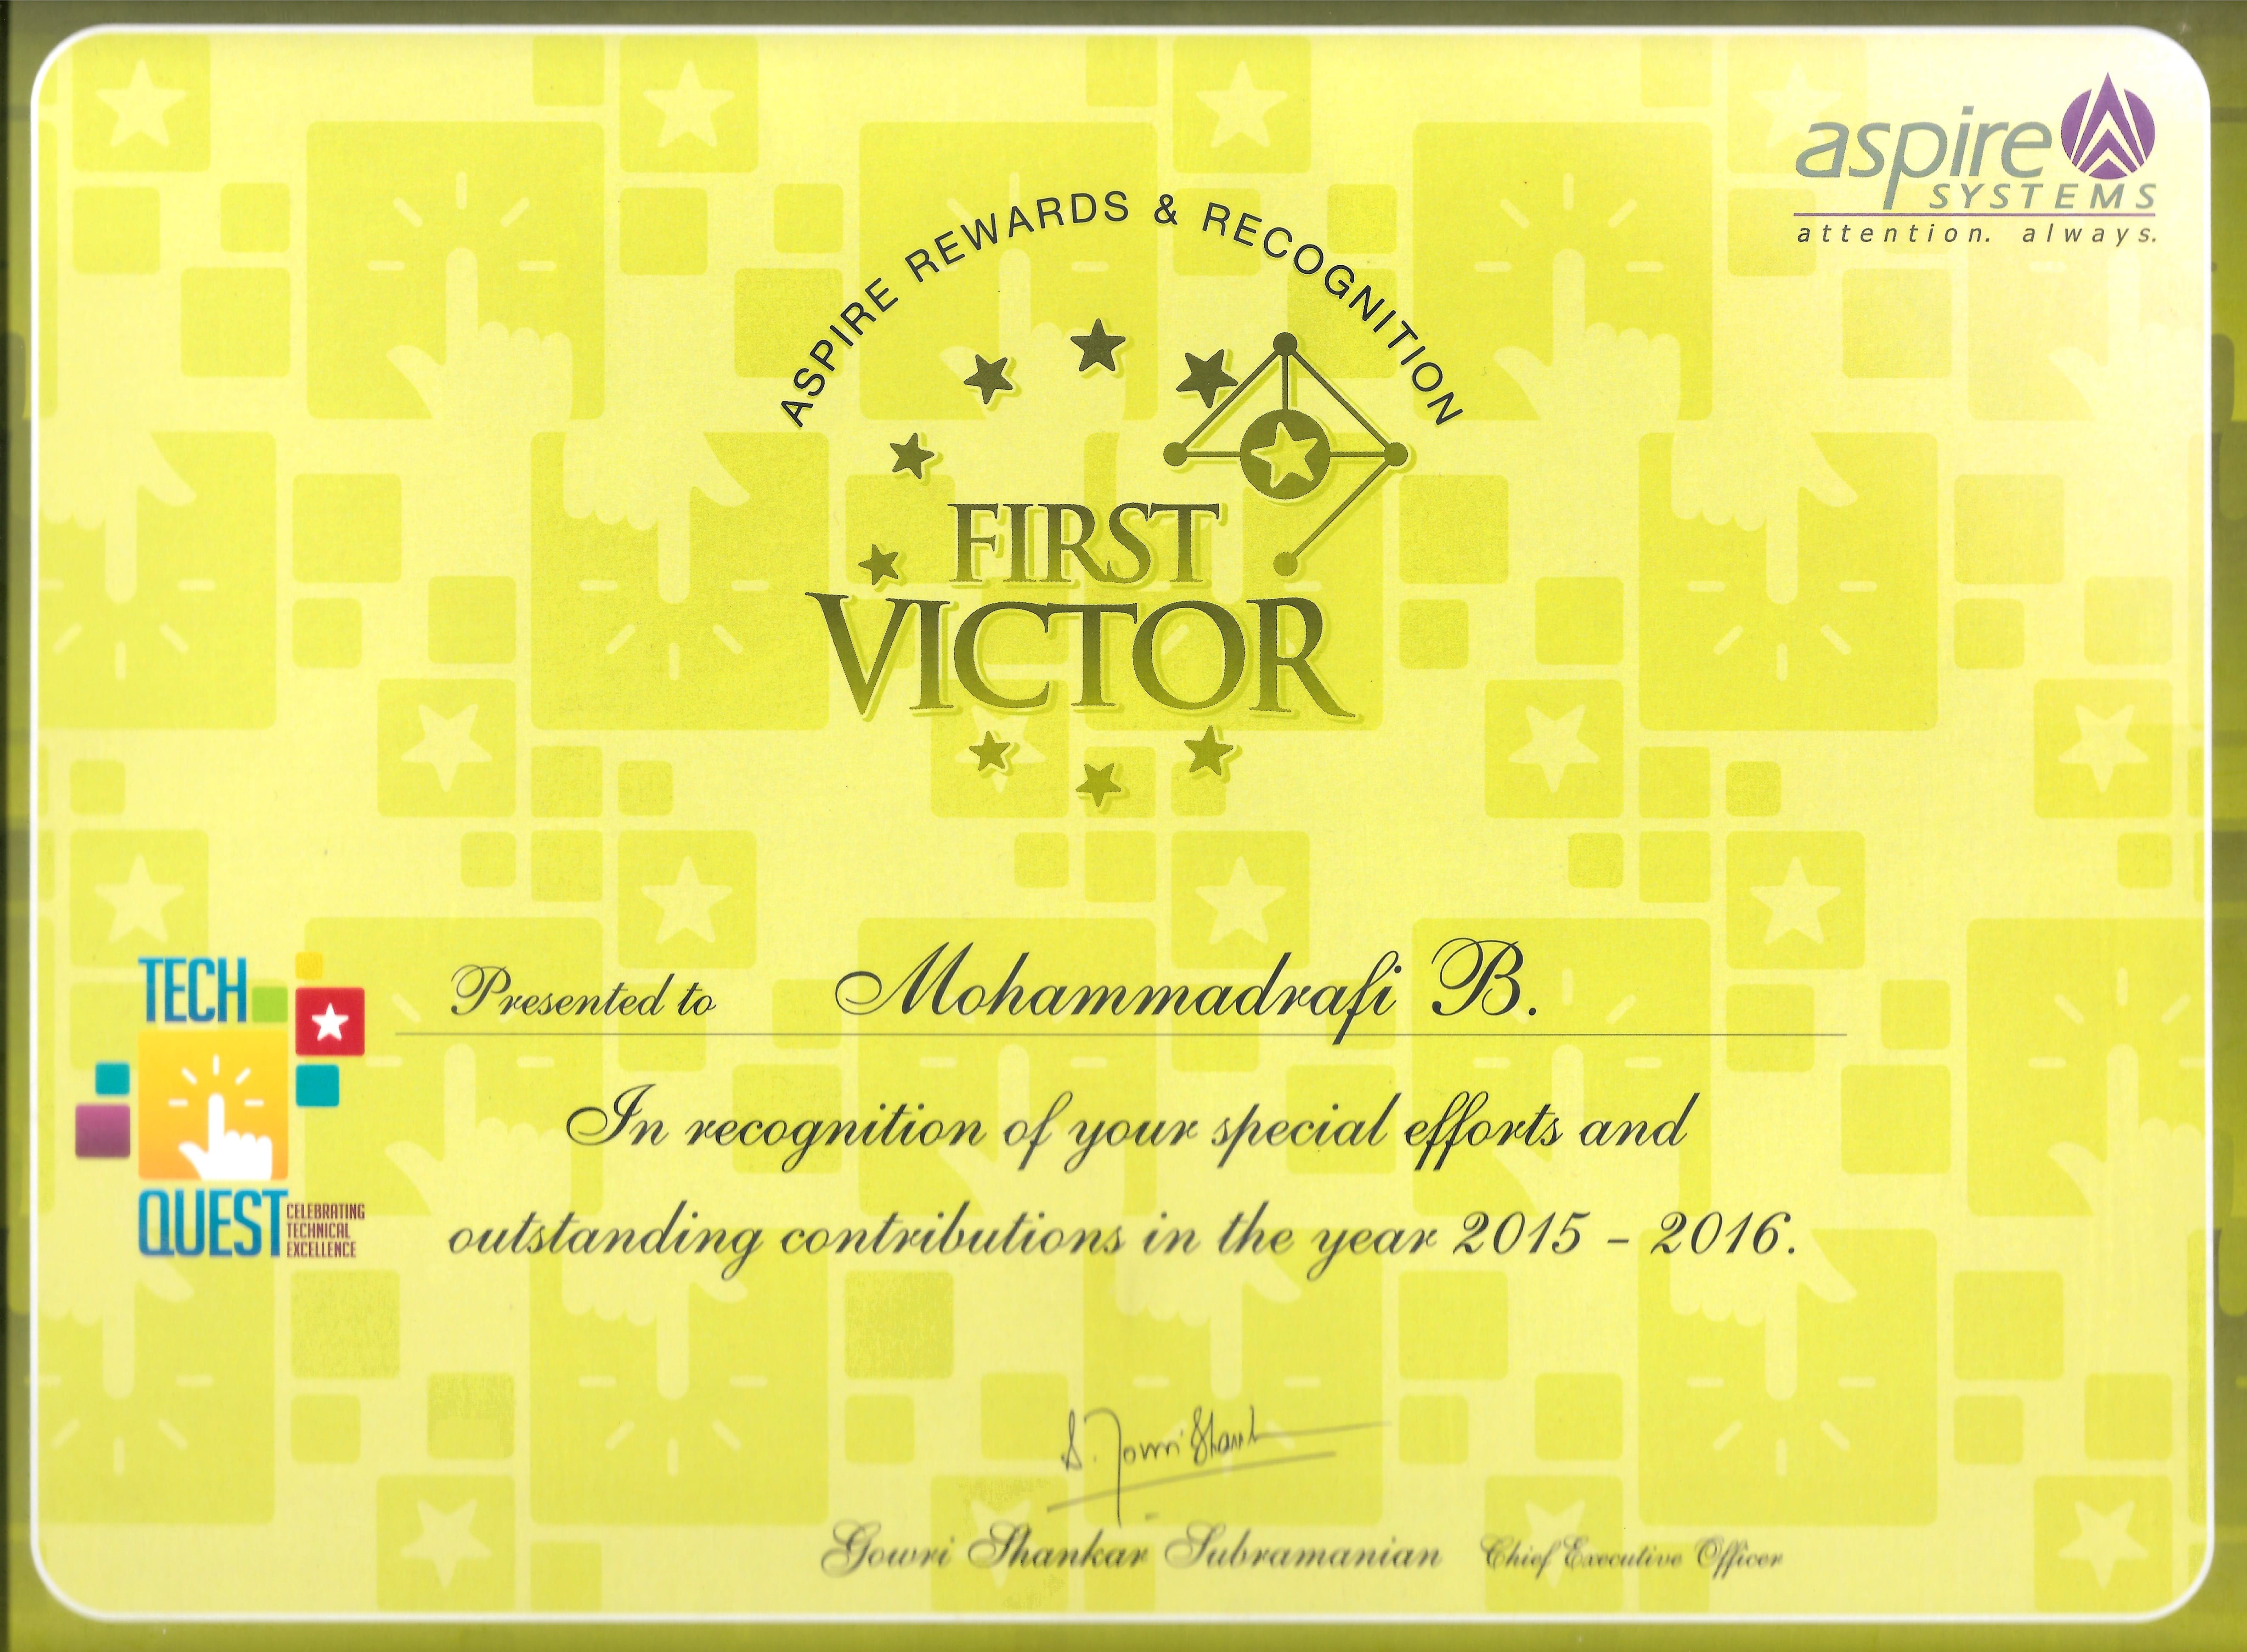 aspire
SYSTEMS
attention. always.
ASPIRE REWARDS & RECOGNITION
FIRST
VICTOR
TECH
QUEST
CELEBRATING
TECHNICAL
EXCELLENCE
Presented to Mohammadrafi B.
In recognition of your special efforts and
outstanding contributions in the year 2015 - 2016.
S. Gowri Shank
Gowri Shankar Subramanian Chief Executive Officer